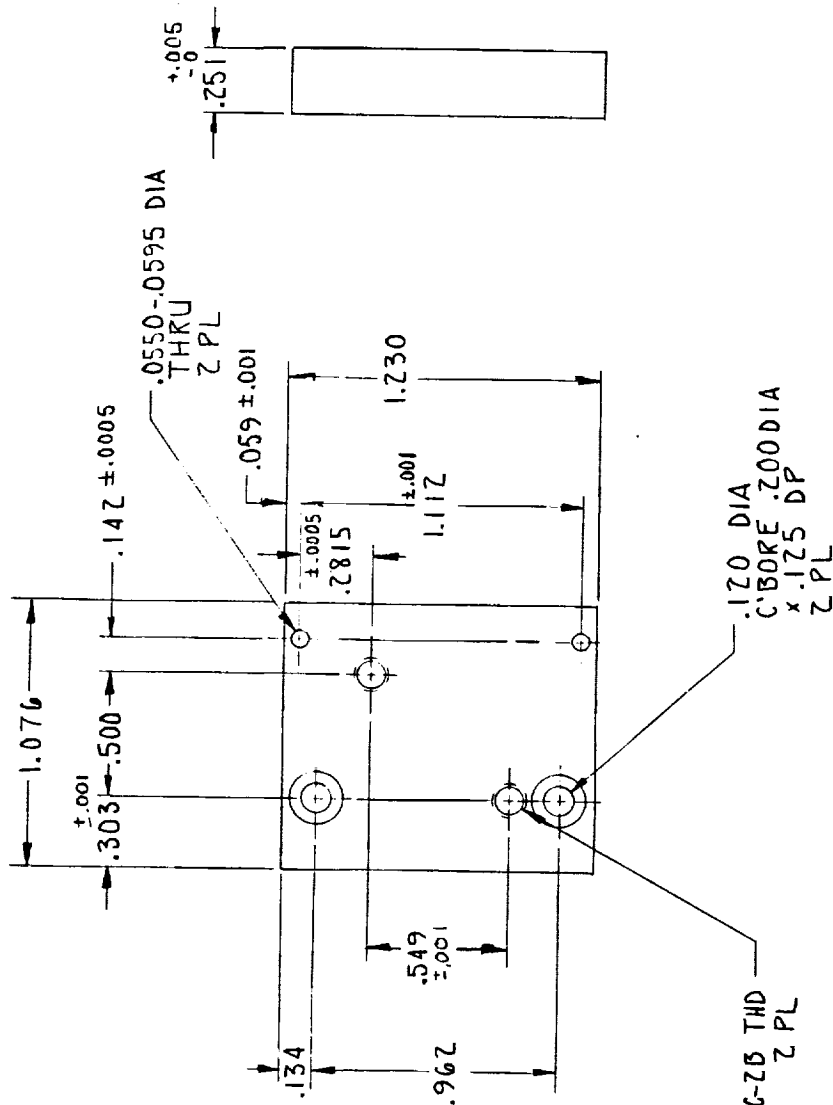 +.005
-0
.251
.0550-.0595 DIA
THRU
2 PL
.142 ±.0005
.059 ±.001
1.230
±.001
1.112
±.0005
.2815
1.076
.500
±.001
.303
.120 DIA
C'BORE .200 DIA
x .125 DP
2 PL
.549
±.001
.134
.962
-2B THD
2 PL